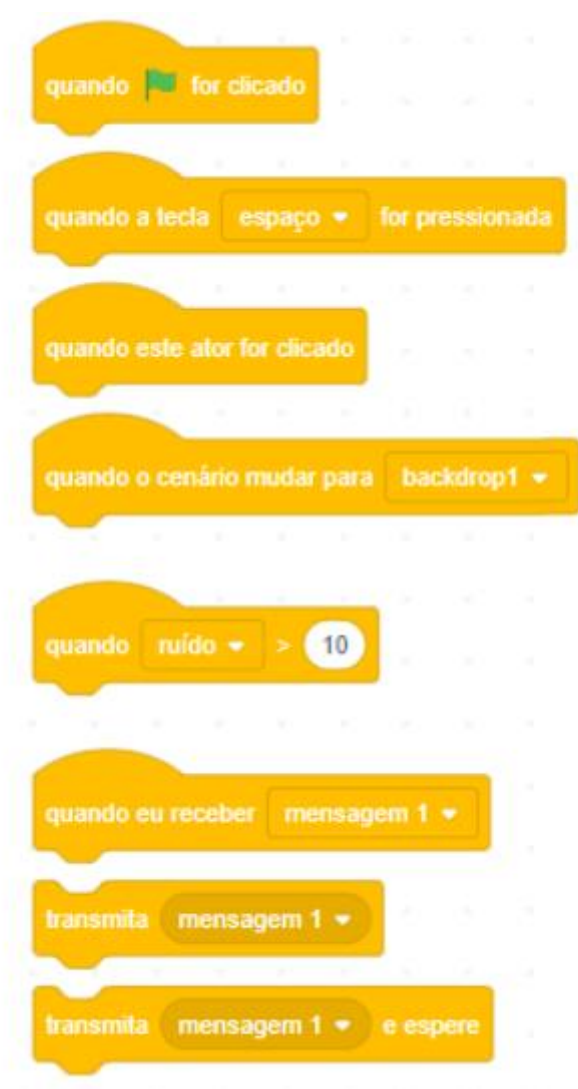 quando for clicado
quando a tecla espaço for pressionada
quando este ator for clicado
quando o cenário mudar para backdrop1
quando ruído > 10
quando eu receber mensagem 1
transmita mensagem 1
transmita mensagem 1 e espere